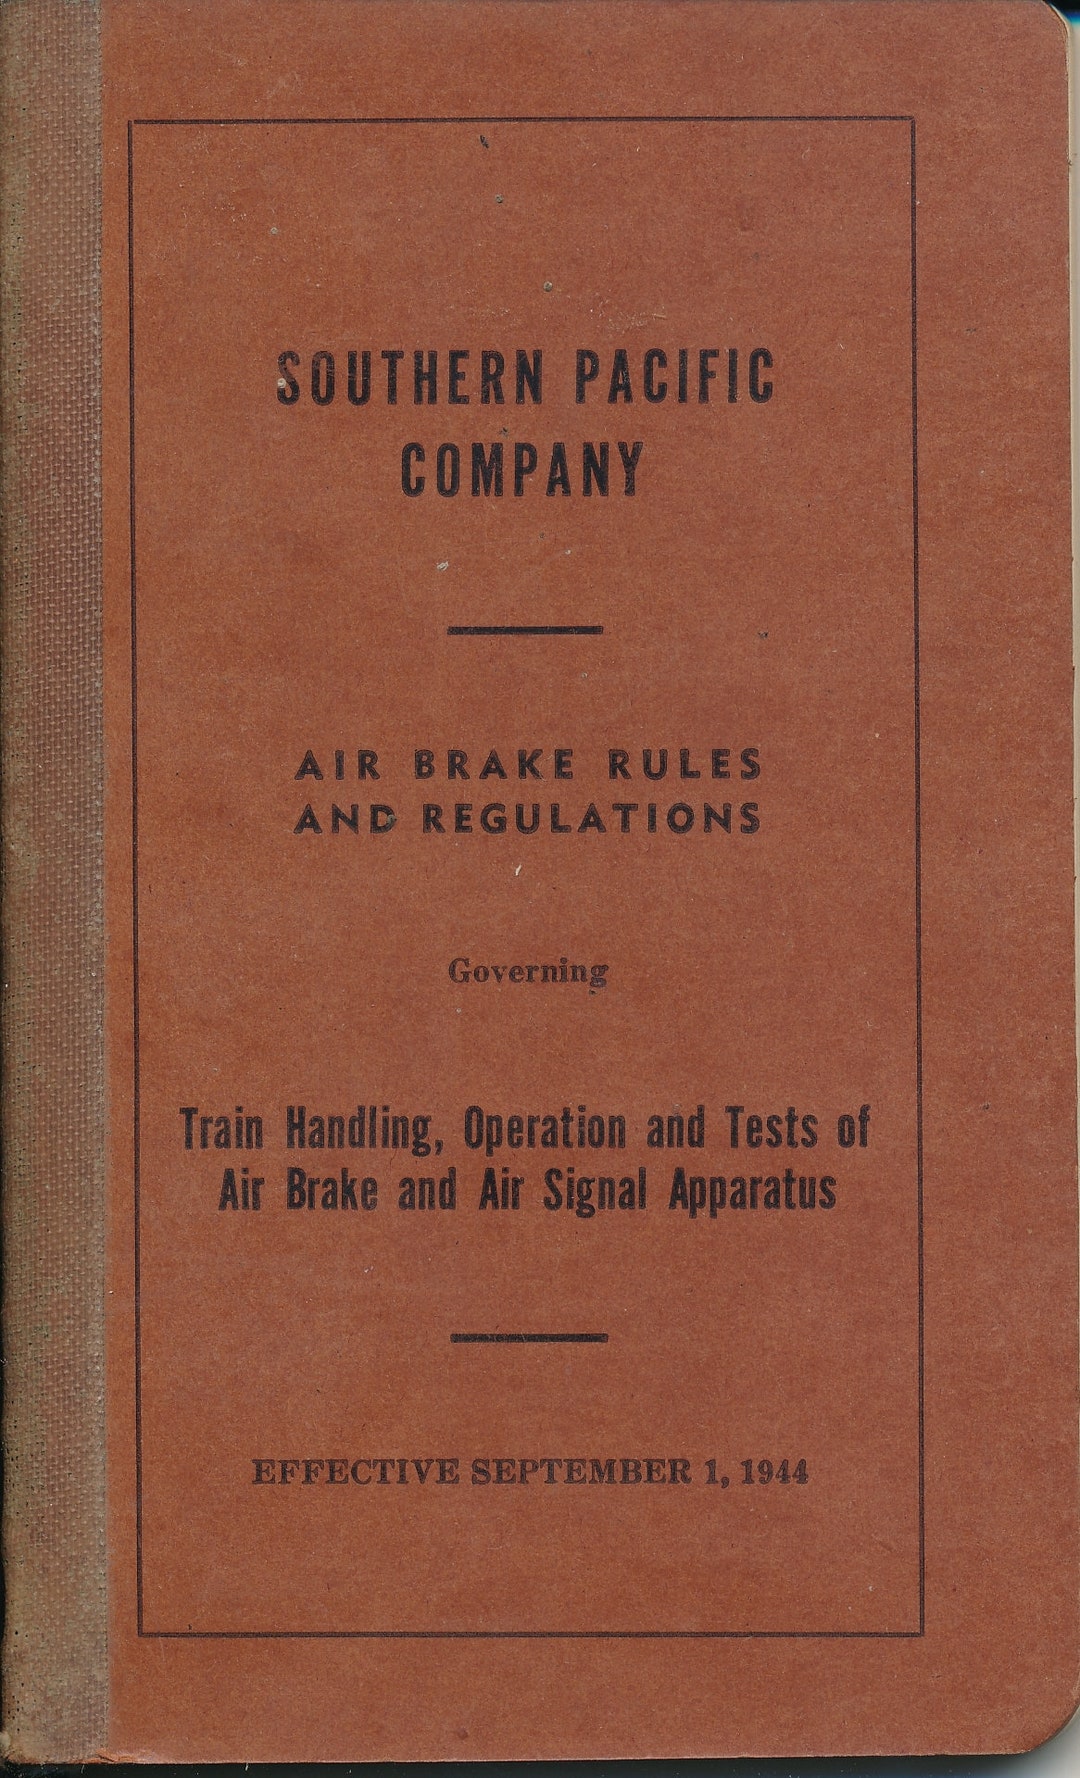 SOUTHERN PACIFIC
COMPANY
AIR BRAKE RULES
AND REGULATIONS
Governing
Train Handling, Operation and Tests of
Air Brake and Air Signal Apparatus
EFFECTIVE SEPTEMBER 1, 1944